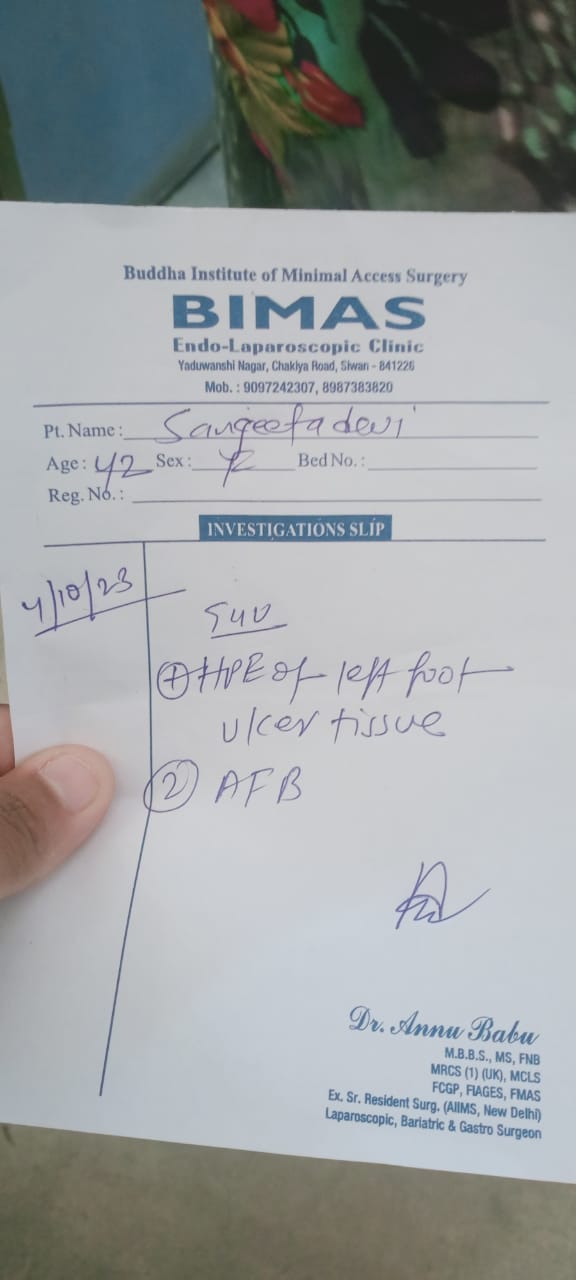 Buddha Institute of Minimal Access Surgery
BIMAS
Endo-Laparoscopic Clinic
Yaduwanshi Nagar, Chakiya Road, Siwan - 841226
Mob. : 9097242307, 8987383820
Pt. Name : Sangeeta devi
Age : 42 Sex : Bed No. :
Reg. No. :
INVESTIGATIONS SLIP
4/10/23
① HPE of left foot
ulcer tissue
② AFB
Dr. Annu Babu
M.B.B.S., MS, FNB
MRCS (1) (UK), MCLS
FCGP, FIAGES, FMAS
Ex. Sr. Resident Surg. (AIIMS, New Delhi)
Laparoscopic, Bariatric & Gastro Surgeon